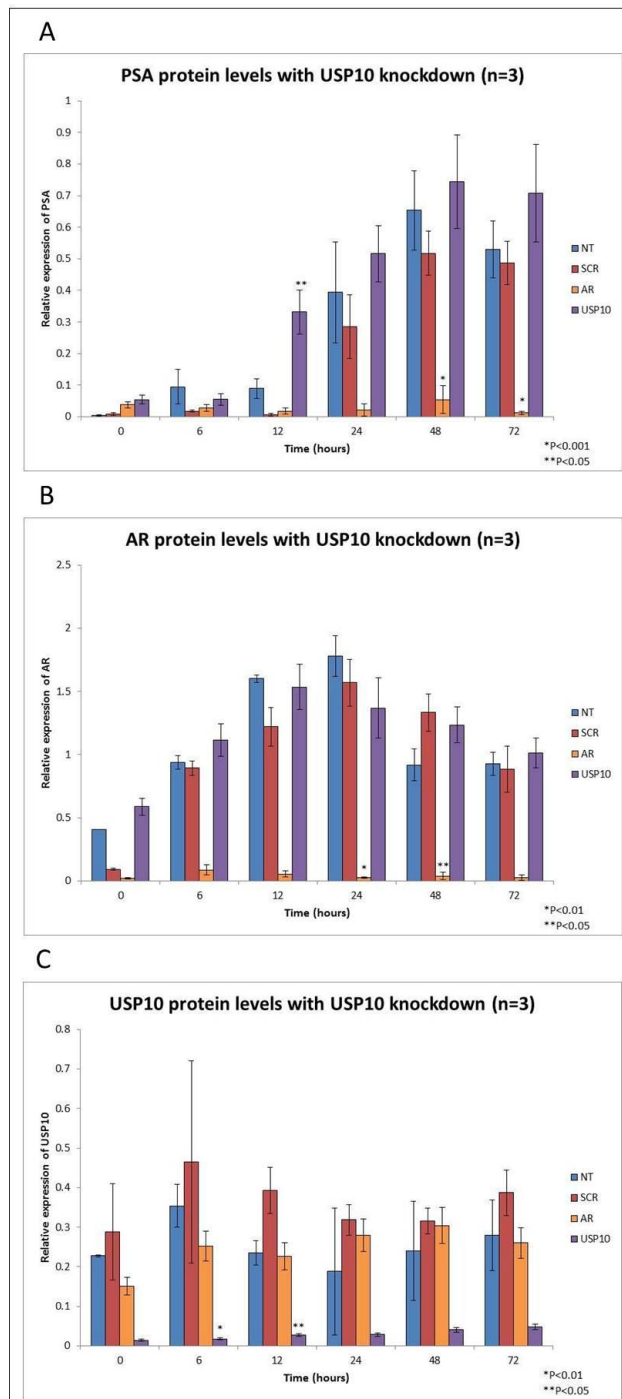 A
PSA protein levels with USP10 knockdown (n=3)
1
0.9
0.8
0.7
0.6
0.5
0.4
0.3
0.2
0.1
0
Relative expression of PSA
**
*
*
NT
SCR
AR
USP10
0 6 12 24 48 72
Time (hours)
*P<0.001
**P<0.05
B
AR protein levels with USP10 knockdown (n=3)
2.5
2
1.5
1
0.5
0
Relative expression of AR
*
**
NT
SCR
AR
USP10
0 6 12 24 48 72
Time (hours)
*P<0.01
**P<0.05
C
USP10 protein levels with USP10 knockdown (n=3)
0.8
0.7
0.6
0.5
0.4
0.3
0.2
0.1
0
Relative expression of USP10
*
**
NT
SCR
AR
USP10
0 6 12 24 48 72
Time (hours)
*P<0.01
**P<0.05